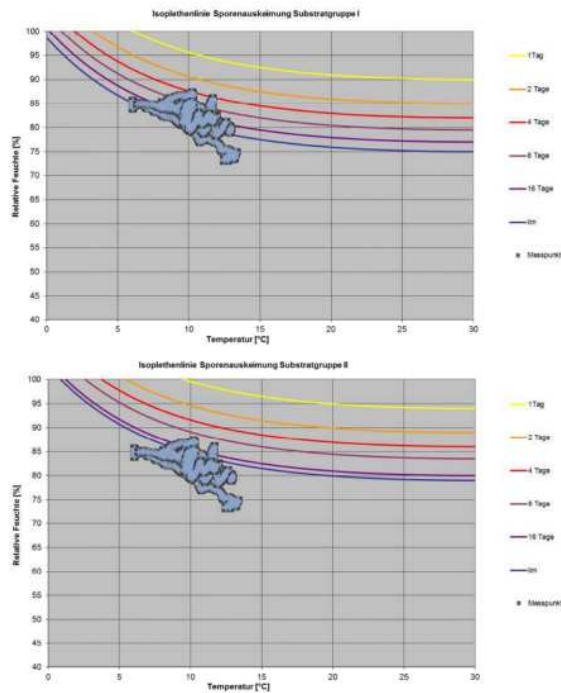 Isoplethenlinie Sporenauskeimung Substratgruppe I
Relative Feuchte [%]
100
95
90
85
80
75
70
65
60
55
50
45
40
0
5
10
15
20
25
30
Temperatur [°C]
1Tag
2 Tage
4 Tage
8 Tage
16 Tage
lim
Messpunkt
Isoplethenlinie Sporenauskeimung Substratgruppe II
Relative Feuchte [%]
100
95
90
85
80
75
70
65
60
55
50
45
40
0
5
10
15
20
25
30
Temperatur [°C]
1Tag
2 Tage
4 Tage
8 Tage
16 Tage
lim
Messpunkt